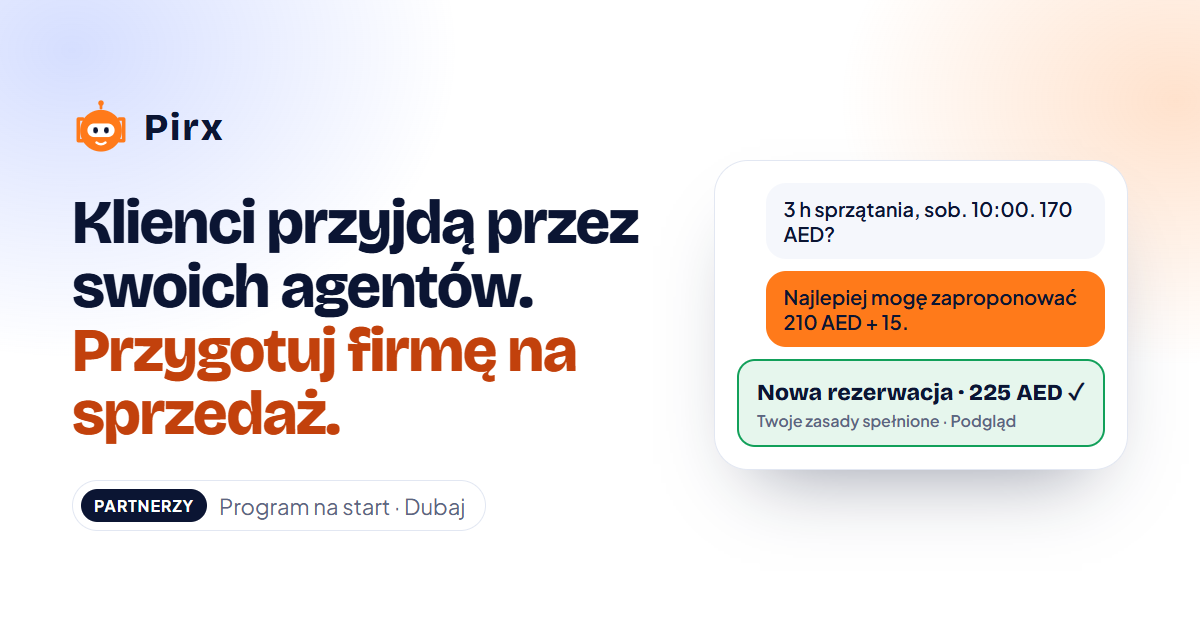 Pirx
Klienci przyjdą przez
swoich agentów.
Przygotuj firmę na
sprzedaż.
PARTNERZY Program na start · Dubaj
3 h sprzątania, sob. 10:00. 170
AED?
Najlepiej mogę zaproponować
210 AED + 15.
Nowa rezerwacja · 225 AED ✓
Twoje zasady spełnione · Podgląd